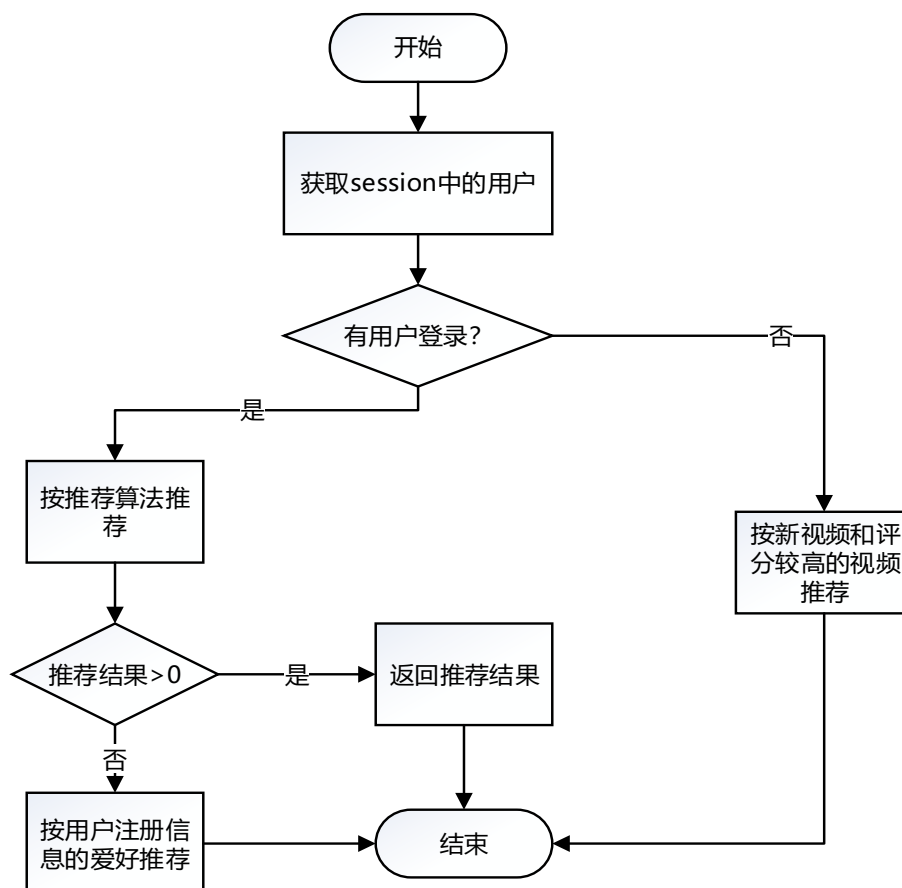 开始
获取session中的用户
有用户登录？
否
是
按推荐算法推
荐
按新视频和评
分较高的视频
推荐
推荐结果>0
是
返回推荐结果
否
按用户注册信
息的爱好推荐
结束